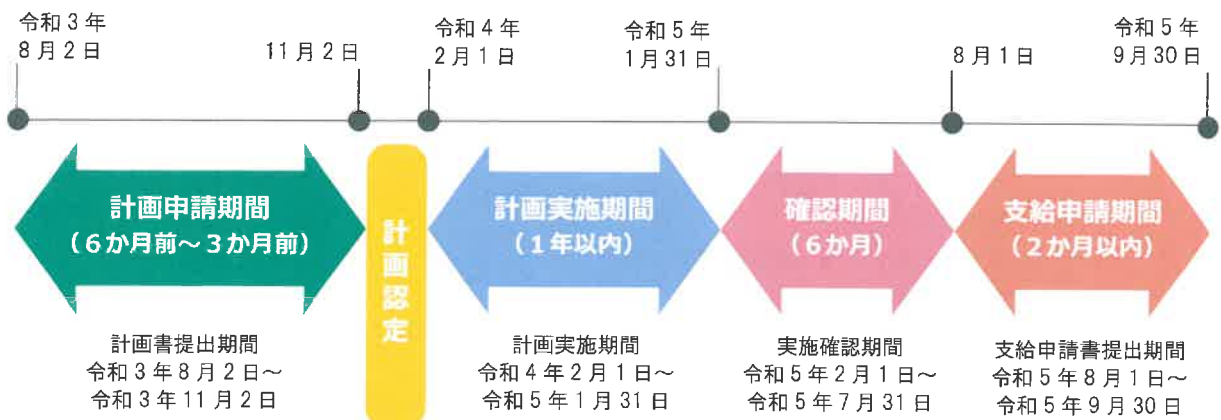 令和3年
8月2日
11月2日
令和4年
2月1日
令和5年
1月31日
8月1日
令和5年
9月30日
計画申請期間
（6か月前～3か月前）
計画認定
計画実施期間
（1年以内）
確認期間
（6か月）
支給申請期間
（2か月以内）
計画書提出期間
令和3年8月2日～
令和3年11月2日
計画実施期間
令和4年2月1日～
令和5年1月31日
実施確認期間
令和5年2月1日～
令和5年7月31日
支給申請書提出期間
令和5年8月1日～
令和5年9月30日